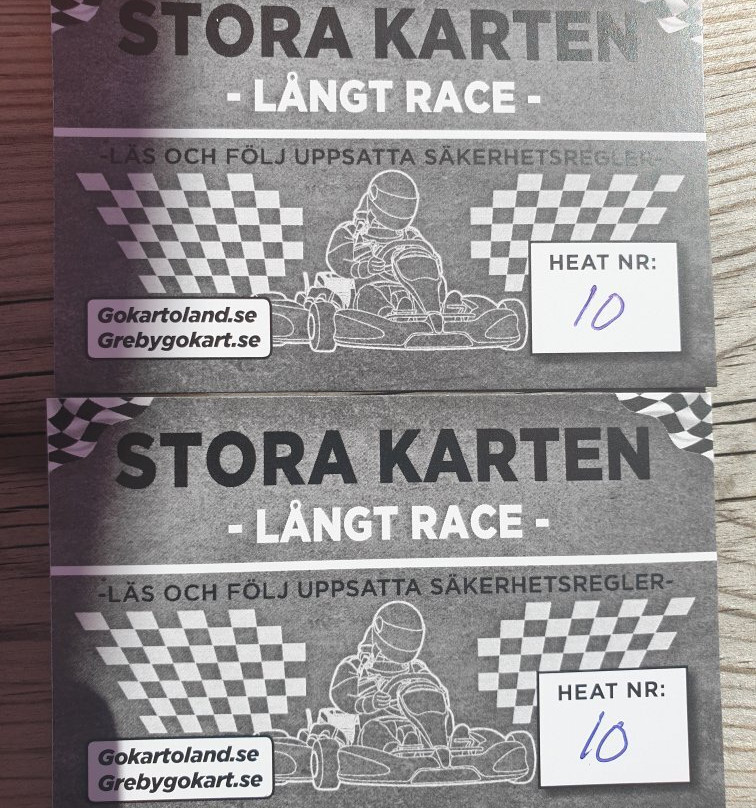 STORA KARTEN
- LÅNGT RACE -
-LÄS OCH FÖLJ UPPSATTA SÄKERHETSREGLER-
HEAT NR:
10
Gokartoland.se
Grebygokart.se
STORA KARTEN
- LÅNGT RACE -
-LÄS OCH FÖLJ UPPSATTA SÄKERHETSREGLER-
HEAT NR:
10
Gokartoland.se
Grebygokart.se